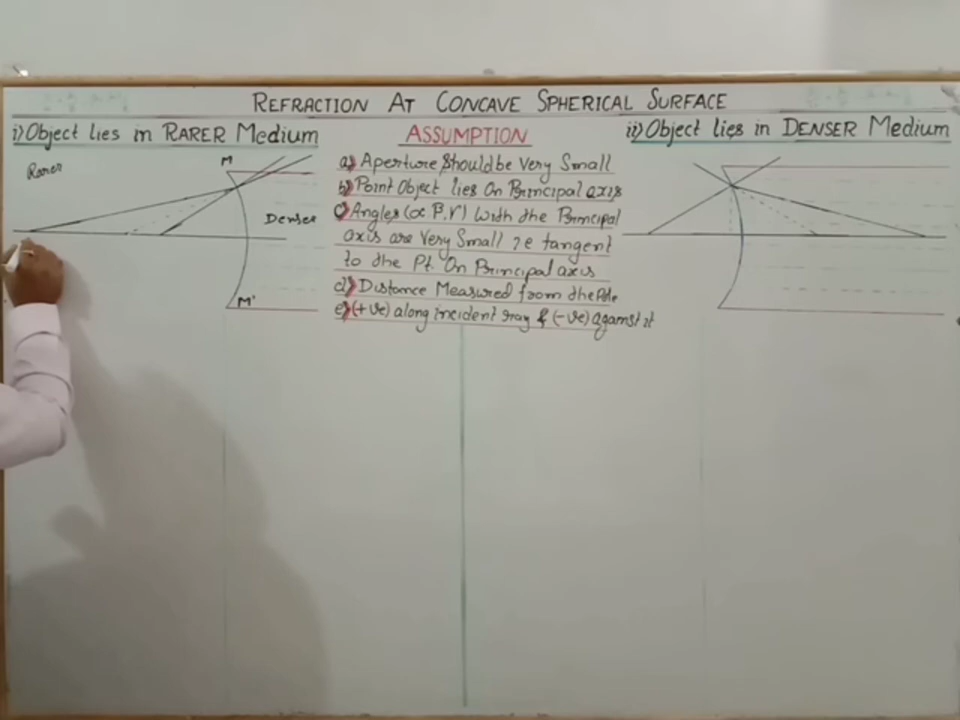 REFRACTION AT CONCAVE SPHERICAL SURFACE
i) Object lies in RARER Medium
Rarer
M
Denser
M'
ASSUMPTION
a) Aperture Should be Very Small
b) Point Object lies On Principal axis
c) Angles (α β, γ) With the Principal
axis are Very Small ie tangent
to the Pt. On Principal axis
d) Distance Measured from the Pole
e) (+ve) along incident ray & (-ve) against it
ii) Object lies in DENSER Medium